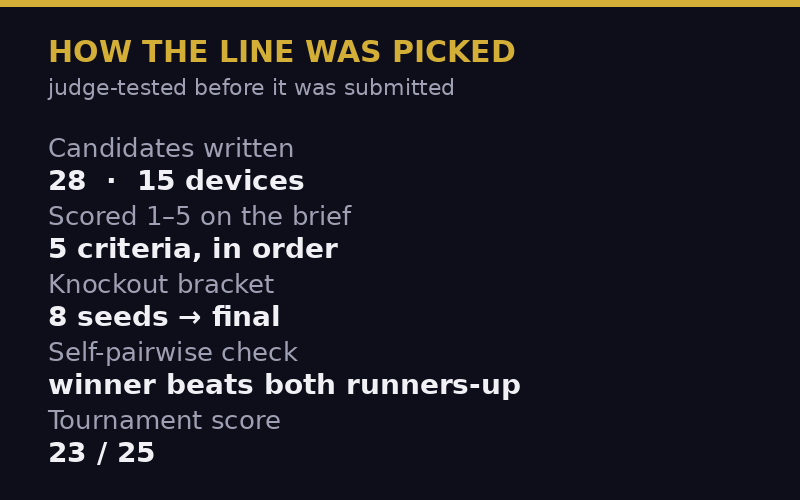 HOW THE LINE WAS PICKED
judge-tested before it was submitted
Candidates written
28 · 15 devices
Scored 1–5 on the brief
5 criteria, in order
Knockout bracket
8 seeds → final
Self-pairwise check
winner beats both runners-up
Tournament score
23 / 25